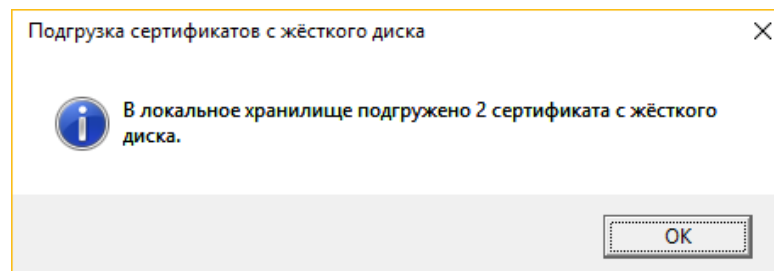 Подгрузка сертификатов с жёсткого диска
В локальное хранилище подгружено 2 сертификата с жёсткого
диска.
OK